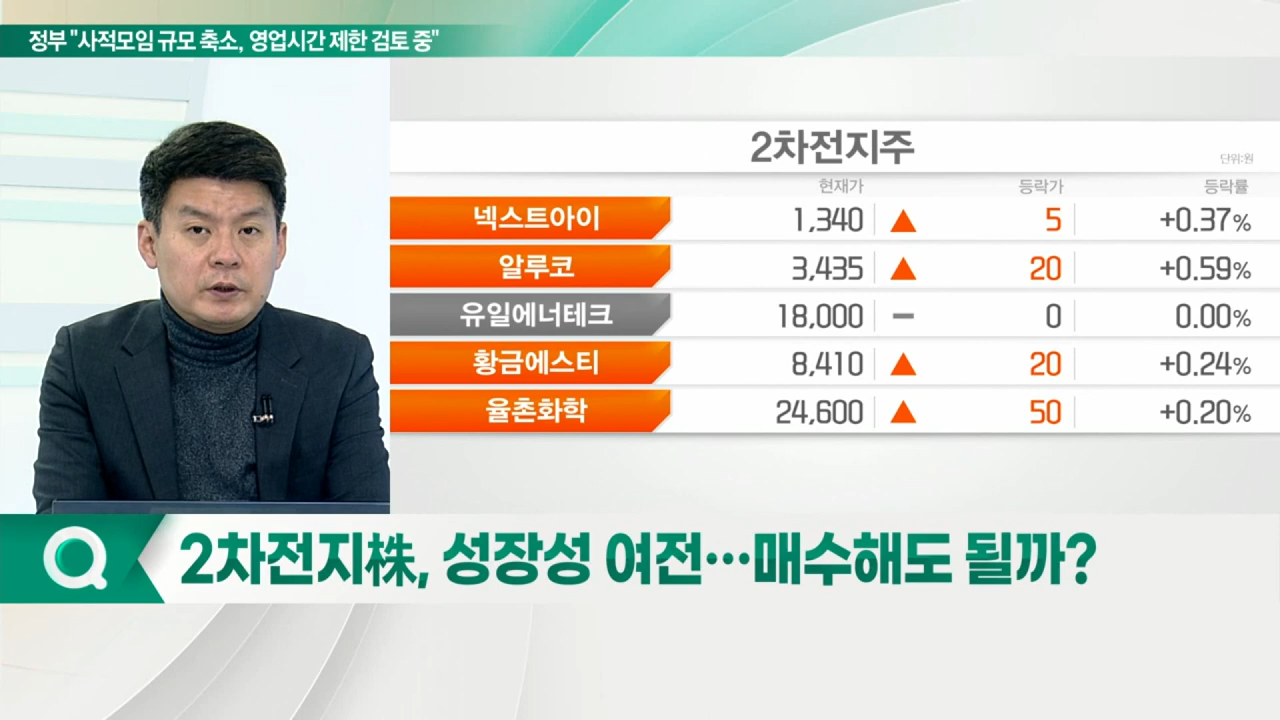 정부 "사적모임 규모 축소, 영업시간 제한 검토 중"
2차전지주
단위:원
현재가 등락가 등락률
넥스트아이 1,340 ▲ 5 +0.37%
알루코 3,435 ▲ 20 +0.59%
유일에너테크 18,000 - 0 0.00%
황금에스티 8,410 ▲ 20 +0.24%
율촌화학 24,600 ▲ 50 +0.20%
Q 2차전지株, 성장성 여전…매수해도 될까?